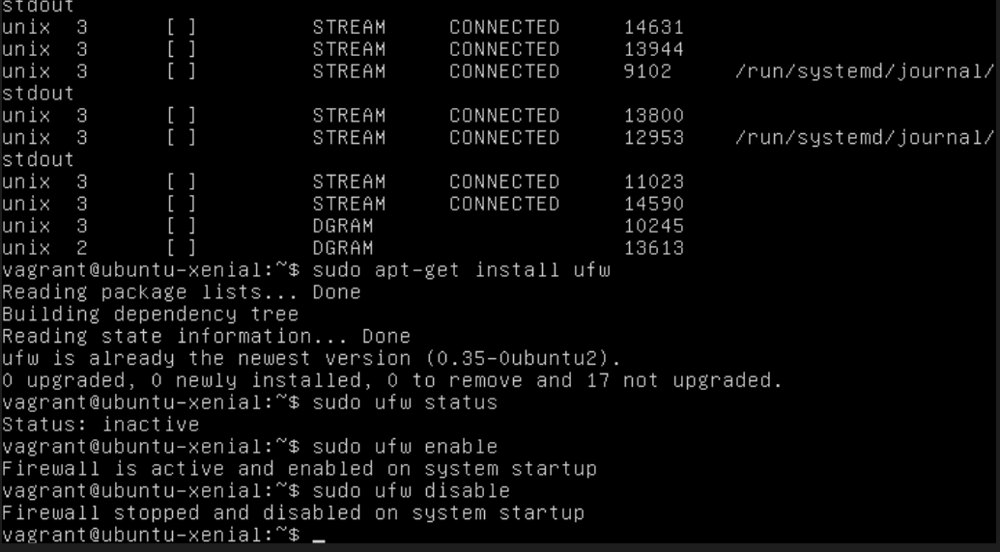 stdout
unix  3      [ ]         STREAM     CONNECTED     14631
unix  3      [ ]         STREAM     CONNECTED     13944
unix  3      [ ]         STREAM     CONNECTED     9102     /run/systemd/journal/
stdout
unix  3      [ ]         STREAM     CONNECTED     13800
unix  3      [ ]         STREAM     CONNECTED     12953    /run/systemd/journal/
stdout
unix  3      [ ]         STREAM     CONNECTED     11023
unix  3      [ ]         STREAM     CONNECTED     14590
unix  3      [ ]         DGRAM                    10245
unix  2      [ ]         DGRAM                    13613
vagrant@ubuntu-xenial:~$ sudo apt-get install ufw
Reading package lists... Done
Building dependency tree
Reading state information... Done
ufw is already the newest version (0.35-0ubuntu2).
0 upgraded, 0 newly installed, 0 to remove and 17 not upgraded.
vagrant@ubuntu-xenial:~$ sudo ufw status
Status: inactive
vagrant@ubuntu-xenial:~$ sudo ufw enable
Firewall is active and enabled on system startup
vagrant@ubuntu-xenial:~$ sudo ufw disable
Firewall stopped and disabled on system startup
vagrant@ubuntu-xenial:~$ _